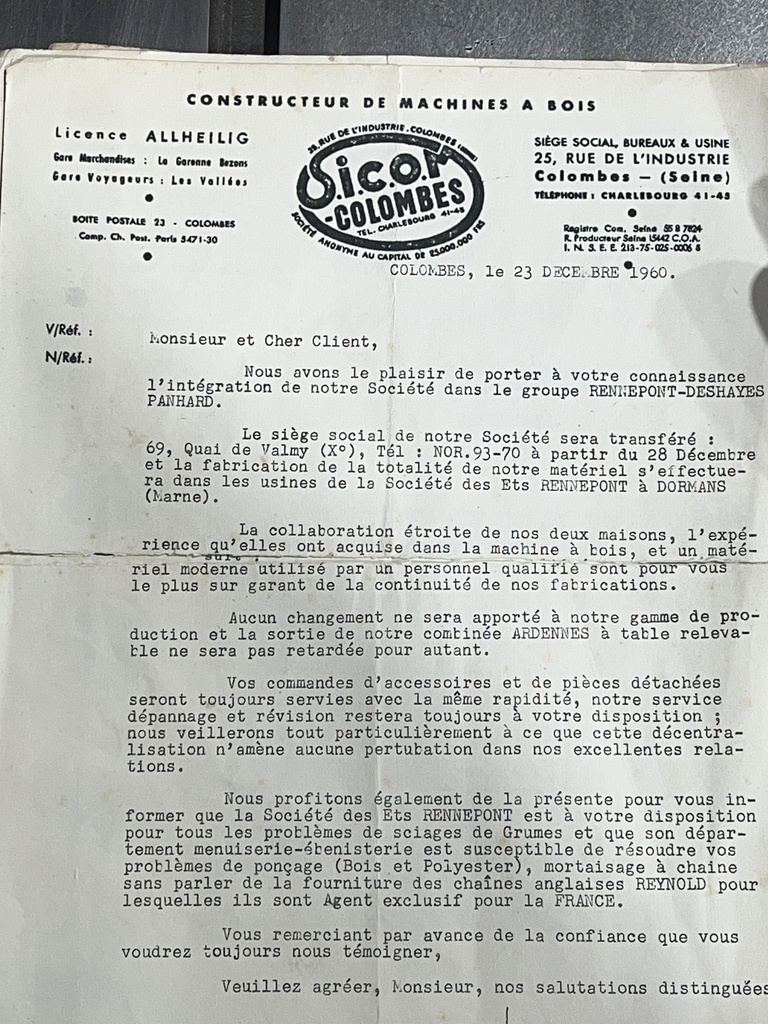 CONSTRUCTEUR DE MACHINES A BOIS
Licence ALLHEILIG
Gare Marchandises : La Garenne Bezons
Gare Voyageurs : Les Vallées
BOITE POSTALE 23 - COLOMBES
Comp. Ch. Post. Paris 5471-30
25, RUE DE L'INDUSTRIE - COLOMBES
S.I.C.O.M
-COLOMBES
TEL. CHARLEBOURG 41-45
SOCIÉTÉ ANONYME AU CAPITAL DE 25.000.000 FRS
SIÈGE SOCIAL, BUREAUX & USINE
25, RUE DE L'INDUSTRIE
Colombes — (Seine)
TÉLÉPHONE : CHARLEBOURG 41-45
Registre Com. Seine 55 B 7824
R. Producteur Seine 15442 C.O.A.
I. N. S. E. E. 213-75-025-0006 8
COLOMBES, le 23 DECEMBRE 1960.
V/Réf. :
N/Réf. :
Monsieur et Cher Client,
Nous avons le plaisir de porter à votre connaissance
l'intégration de notre Société dans le groupe RENNEPONT-DESHAYES
PANHARD.
Le siège social de notre Société sera transféré :
69, Quai de Valmy (X°), Tél : NOR.93-70 à partir du 28 Décembre
et la fabrication de la totalité de notre matériel s'effectue-
ra dans les usines de la Société des Ets RENNEPONT à DORMANS
(Marne).
La collaboration étroite de nos deux maisons, l'expé-
rience qu'elles ont acquise dans la machine à bois, et un maté-
riel moderne utilisé par un personnel qualifié sont pour vous
le plus sur garant de la continuité de nos fabrications.
Aucun changement ne sera apporté à notre gamme de pro-
duction et la sortie de notre combinée ARDENNES à table releva-
ble ne sera pas retardée pour autant.
Vos commandes d'accessoires et de pièces détachées
seront toujours servies avec la même rapidité, notre service
dépannage et révision restera toujours à votre disposition ;
nous veillerons tout particulièrement à ce que cette décentra-
lisation n'amène aucune pertubation dans nos excellentes rela-
tions.
Nous profitons également de la présente pour vous in-
former que la Société des Ets RENNEPONT est à votre disposition
pour tous les problèmes de sciages de Grumes et que son dépar-
tement menuiserie-ébenisterie est susceptible de résoudre vos
problèmes de ponçage (Bois et Polyester), mortaisage à chaine
sans parler de la fourniture des chaînes anglaises REYNOLD pour
lesquelles ils sont Agent exclusif pour la FRANCE.
Vous remerciant par avance de la confiance que vous
voudrez toujours nous témoigner,
Veuillez agréer, Monsieur, nos salutations distinguées